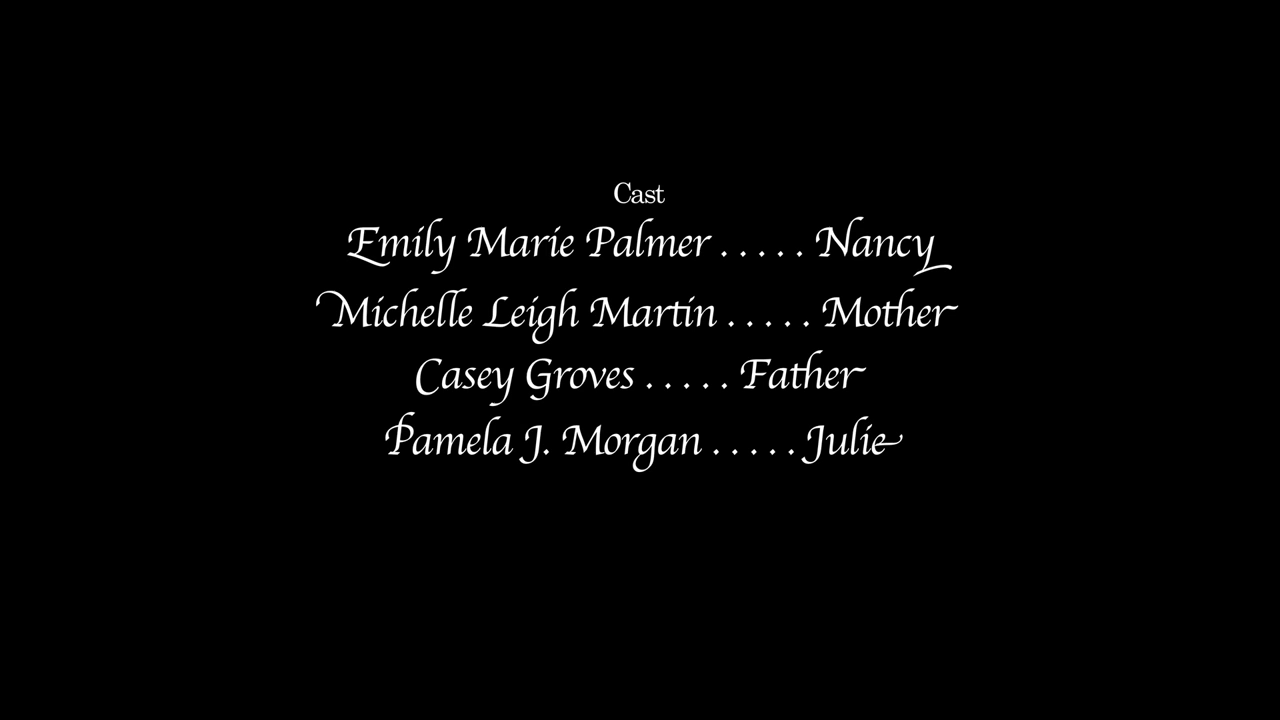 Cast
Emily Marie Palmer . . . . . Nancy
Michelle Leigh Martin . . . . . Mother
Casey Groves . . . . . Father
Pamela J. Morgan . . . . . Julie